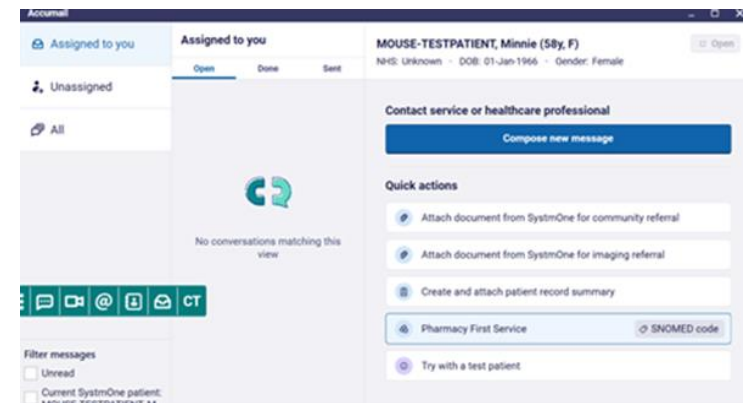 Accumail
Assigned to you
Unassigned
All
CT
Filter messages
Unread
Current SystmOne patient:
MOUSE-TESTPATIENT M
Assigned to you
Open Done Sent
No conversations matching this
view
MOUSE-TESTPATIENT, Minnie (58y, F)
Open
NHS: Unknown - DOB: 01-Jan-1966 - Gender: Female
Contact service or healthcare professional
Compose new message
Quick actions
Attach document from SystmOne for community referral
Attach document from SystmOne for imaging referral
Create and attach patient record summary
Pharmacy First Service SNOMED code
Try with a test patient